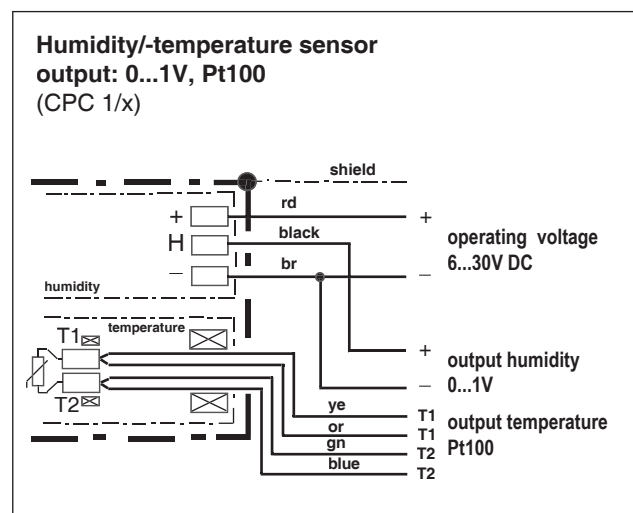 Humidity/-temperature sensor
output: 0...1V, Pt100
(CPC 1/x)
shield
rd
+
+
black
H
operating voltage
6...30V DC
br
–
–
humidity
temperature
T1
+
output humidity
–
0...1V
T2
ye
T1
output temperature
Pt100
or
T1
gn
T2
blue
T2